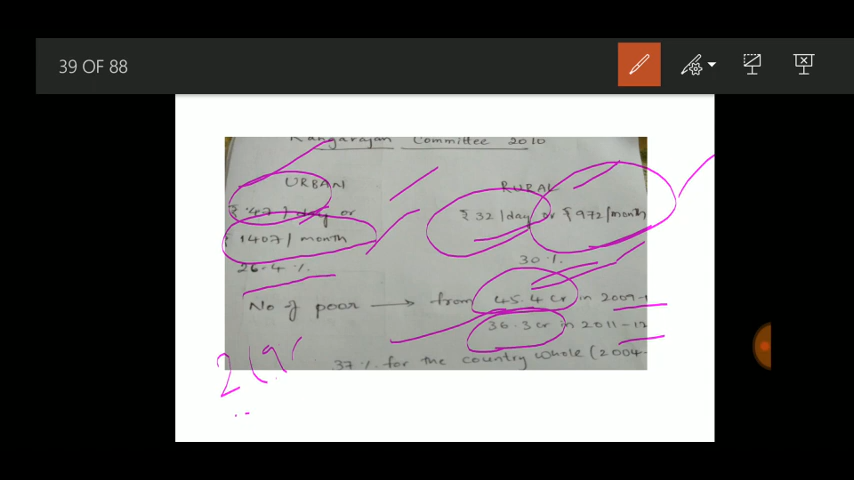 39 OF 88
Rangarajan Committee 2010
URBAN RURAL
₹ 47 / day or ₹ 32 / day or ₹ 972 / month
1407 / month
26.4 % 30 %
No of poor → from 45.4 cr in 2009-
36.3 cr in 2011-12
37 % for the country whole (2004-